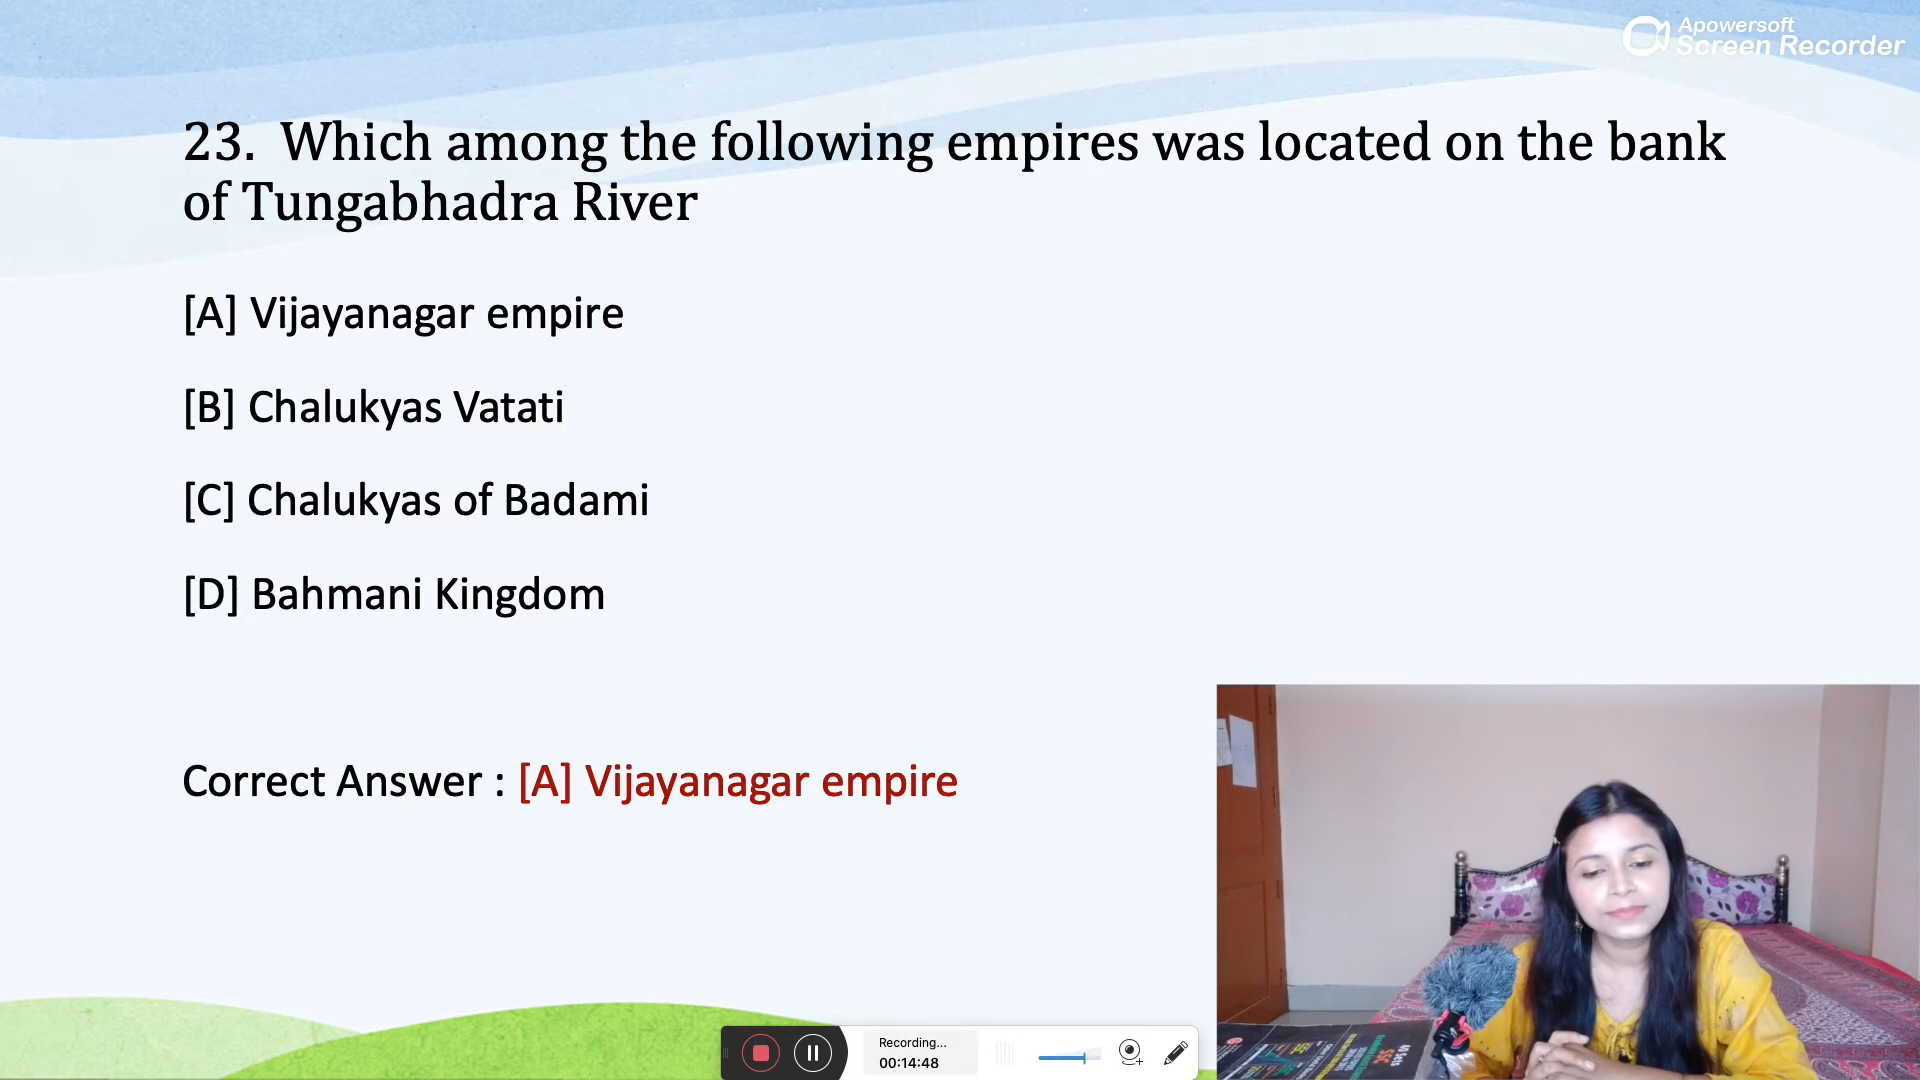 Apowersoft
Screen Recorder
23. Which among the following empires was located on the bank
of Tungabhadra River
[A] Vijayanagar empire
[B] Chalukyas Vatati
[C] Chalukyas of Badami
[D] Bahmani Kingdom
Correct Answer : [A] Vijayanagar empire
Recording...
00:14:48